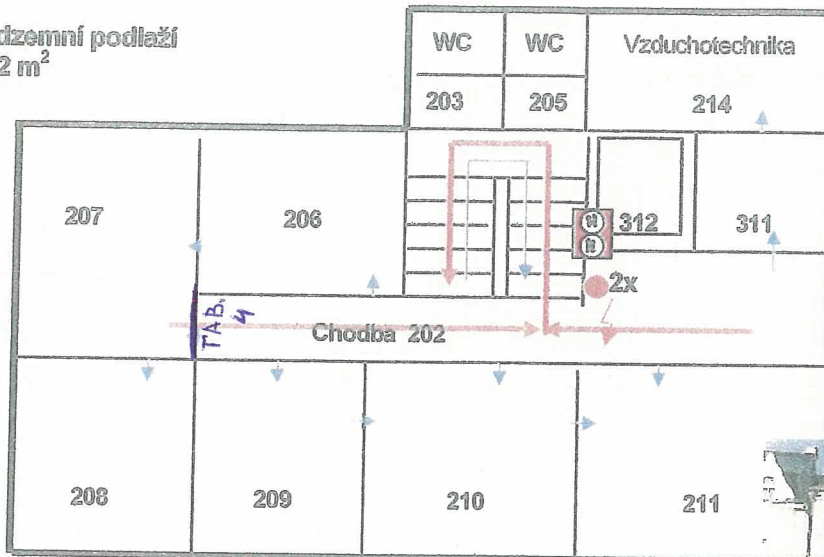 dzemní podlaží
2 m²
WC
WC
Vzduchotechnika
203
205
214
207
206
312
311
2x
TAB.
4
Chodba 202
208
209
210
211